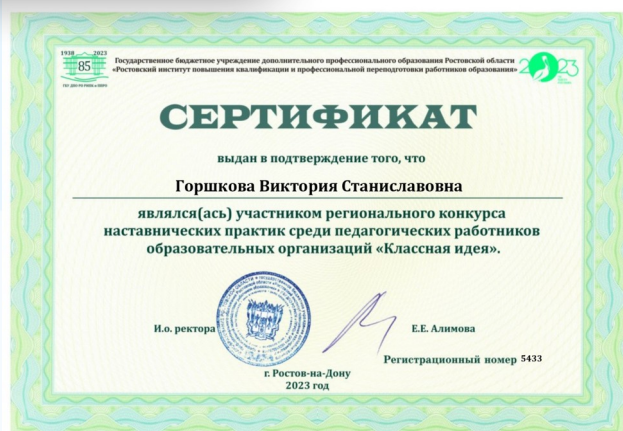 1938 2023
85
Государственное бюджетное учреждение дополнительного профессионального образования Ростовской области
«Ростовский институт повышения квалификации и профессиональной переподготовки работников образования»
2023
СЕРТИФИКАТ
выдан в подтверждение того, что
Горшкова Виктория Станиславовна
являлся(ась) участником регионального конкурса
наставнических практик среди педагогических работников
образовательных организаций «Классная идея».
И.о. ректора
Е.Е. Алимова
Регистрационный номер 5433
г. Ростов-на-Дону
2023 год